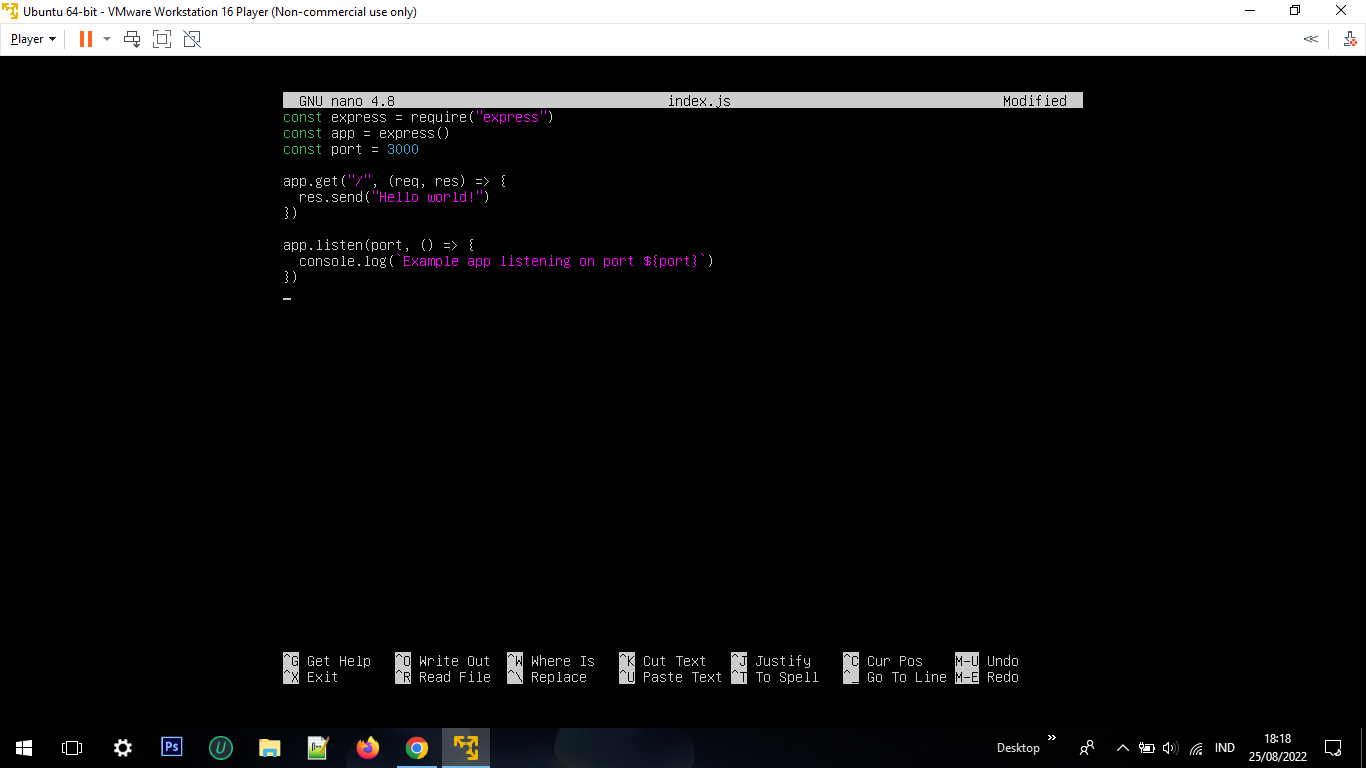 Ubuntu 64-bit - VMware Workstation 16 Player (Non-commercial use only)
Player
GNU nano 4.8 index.js Modified
const express = require("express")
const app = express()
const port = 3000
app.get("/", (req, res) => {
  res.send("Hello world!")
})
app.listen(port, () => {
  console.log(`Example app listening on port ${port}`)
})
^G Get Help ^O Write Out ^W Where Is ^K Cut Text ^J Justify ^C Cur Pos M-U Undo
^X Exit ^R Read File ^\ Replace ^U Paste Text ^T To Spell ^_ Go To Line M-E Redo
Ps
U
Desktop
IND
18:18
25/08/2022